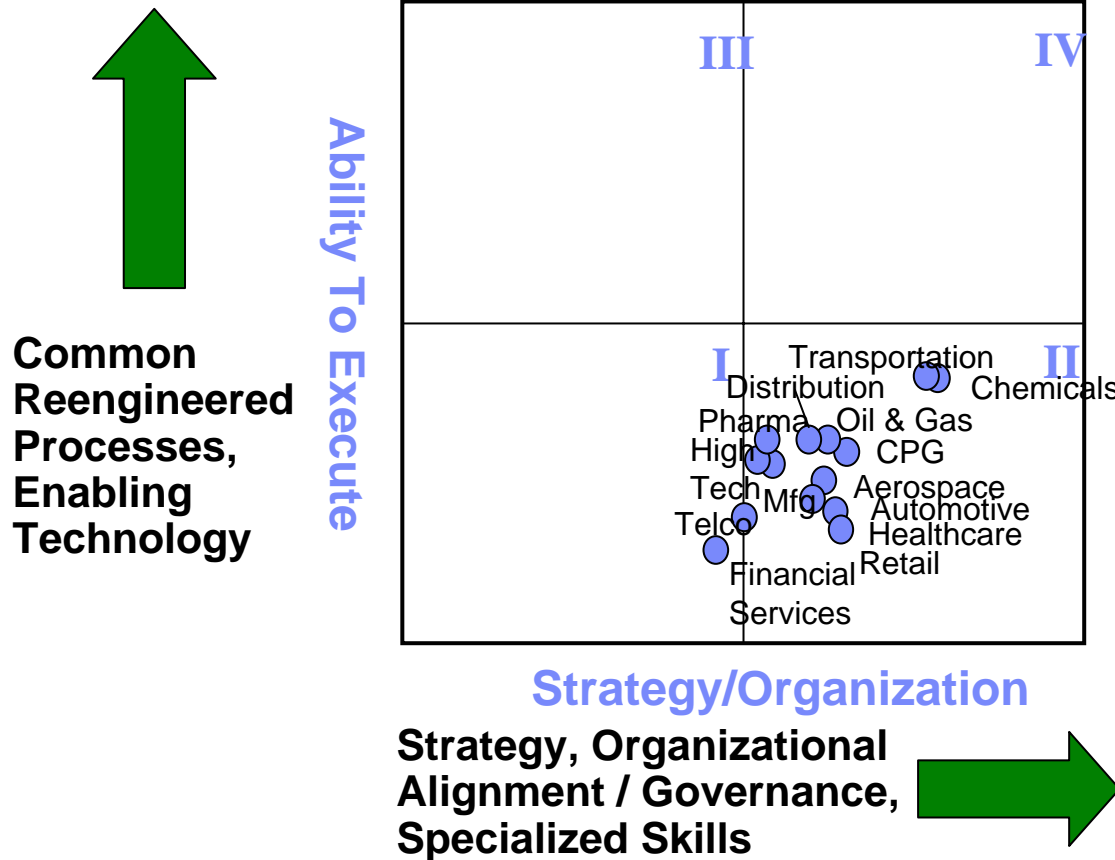 III
IV
Ability To Execute
Common
Reengineered
Processes,
Enabling
Technology
I
II
Transportation
Chemicals
Distribution
Pharma
Oil & Gas
High
Tech
CPG
Mfg
Aerospace
Automotive
Telco
Healthcare
Retail
Financial
Services
Strategy/Organization
Strategy, Organizational
Alignment / Governance,
Specialized Skills